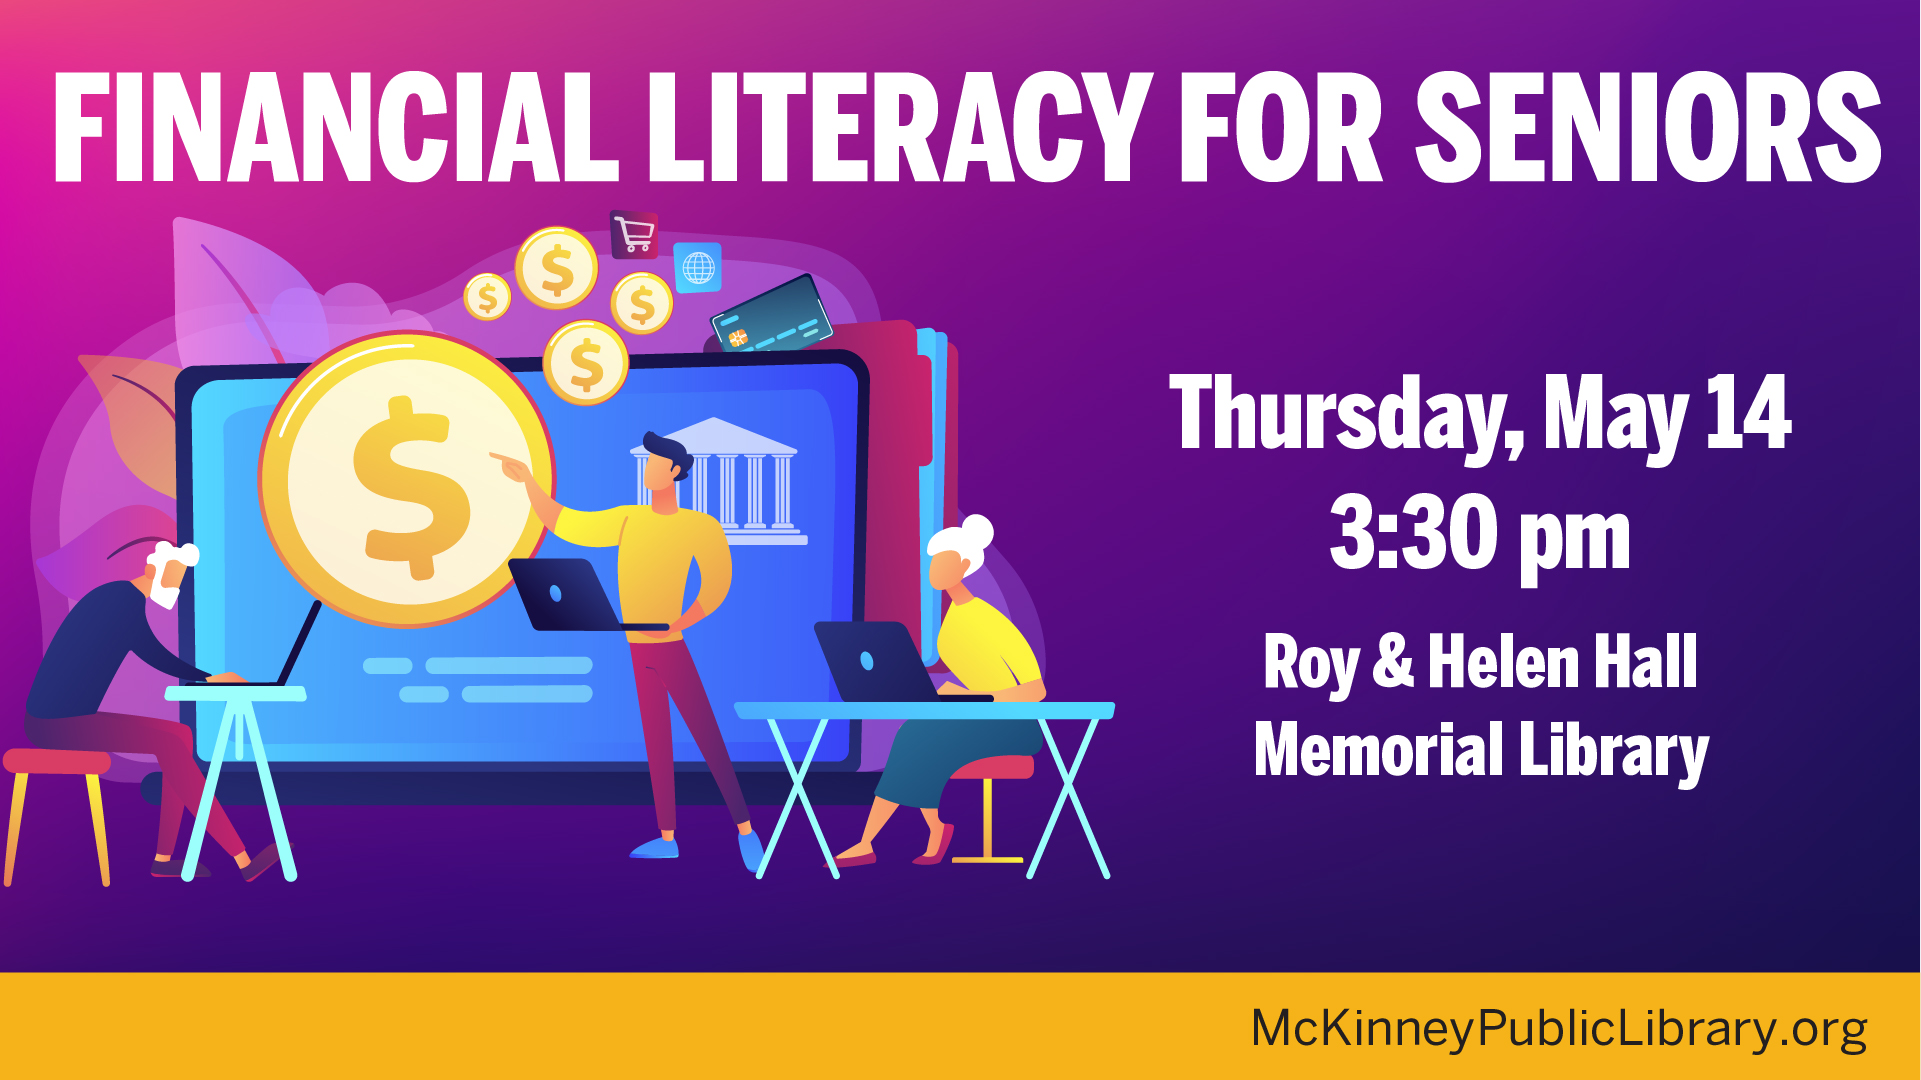 FINANCIAL LITERACY FOR SENIORS
$
$
$
$
$
Thursday, May 14
3:30 pm
Roy & Helen Hall
Memorial Library
McKinneyPublicLibrary.org